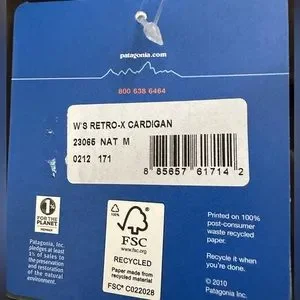 patagonia.com
800 638 6464
W'S RETRO-X CARDIGAN
23065 NAT M
0212 171
8 85657 61714 2
1%
FOR THE
PLANET
MEMBER
Patagonia, Inc.
pledges at least
1% of sales to
the preservation
and restoration
of the natural
environment.
FSC
RECYCLED
Paper made from
recycled material
FSC® C022028
Printed on 100%
post-consumer
waste recycled
paper.
Recycle it when
you're done.
© 2010
Patagonia, Inc.